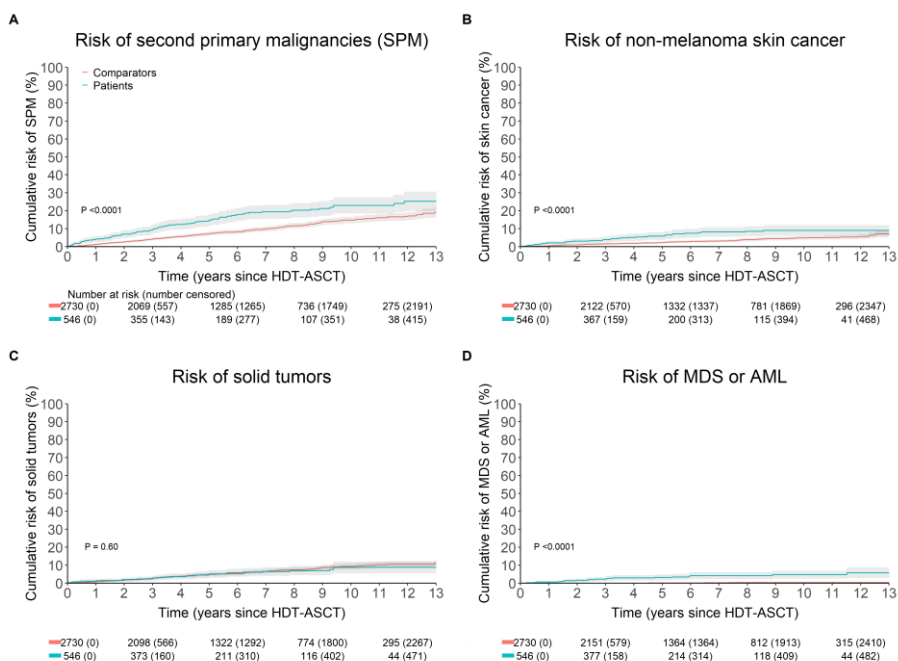 A
Risk of second primary malignancies (SPM)
Cumulative risk of SPM (%)
100
90
80
70
60
50
40
30
20
10
0
Comparators
Patients
P <0.0001
0 1 2 3 4 5 6 7 8 9 10 11 12 13
Time (years since HDT-ASCT)
Number at risk (number censored)
2730 (0) 2069 (557) 1285 (1265) 736 (1749) 275 (2191)
546 (0) 355 (143) 189 (277) 107 (351) 38 (415)
B
Risk of non-melanoma skin cancer
Cumulative risk of skin cancer (%)
100
90
80
70
60
50
40
30
20
10
0
P <0.0001
0 1 2 3 4 5 6 7 8 9 10 11 12 13
Time (years since HDT-ASCT)
2730 (0) 2122 (570) 1332 (1337) 781 (1869) 296 (2347)
546 (0) 367 (159) 200 (313) 115 (394) 41 (468)
C
Risk of solid tumors
Cumulative risk of solid tumors (%)
100
90
80
70
60
50
40
30
20
10
0
P = 0.60
0 1 2 3 4 5 6 7 8 9 10 11 12 13
Time (years since HDT-ASCT)
2730 (0) 2098 (566) 1322 (1292) 774 (1800) 295 (2267)
546 (0) 373 (160) 211 (310) 116 (402) 44 (471)
D
Risk of MDS or AML
Cumulative risk of MDS or AML (%)
100
90
80
70
60
50
40
30
20
10
0
P <0.0001
0 1 2 3 4 5 6 7 8 9 10 11 12 13
Time (years since HDT-ASCT)
2730 (0) 2151 (579) 1364 (1364) 812 (1913) 315 (2410)
546 (0) 377 (158) 214 (314) 118 (409) 44 (482)